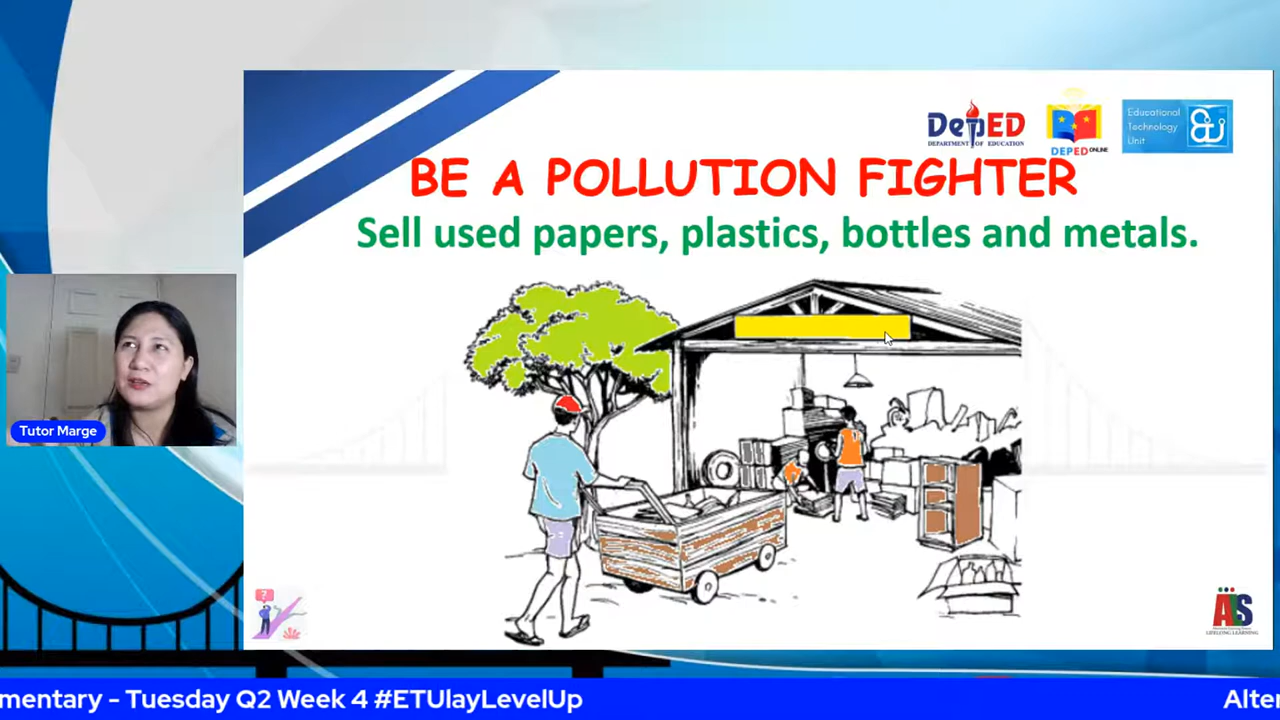 DepED
DEPARTMENT OF EDUCATION
DEPED ONLINE
Educational
Technology
Unit
BE A POLLUTION FIGHTER
Sell used papers, plastics, bottles and metals.
Tutor Marge
?
ALS
LIFELONG LEARNING
mentary - Tuesday Q2 Week 4 #ETUlayLevelUp
Alter